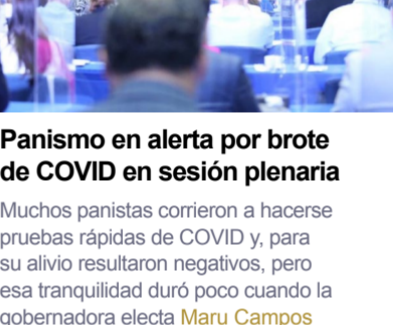 Panismo en alerta por brote
de COVID en sesión plenaria
Muchos panistas corrieron a hacerse
pruebas rápidas de COVID y, para
su alivio resultaron negativos, pero
esa tranquilidad duró poco cuando la
gobernadora electa Maru Campos